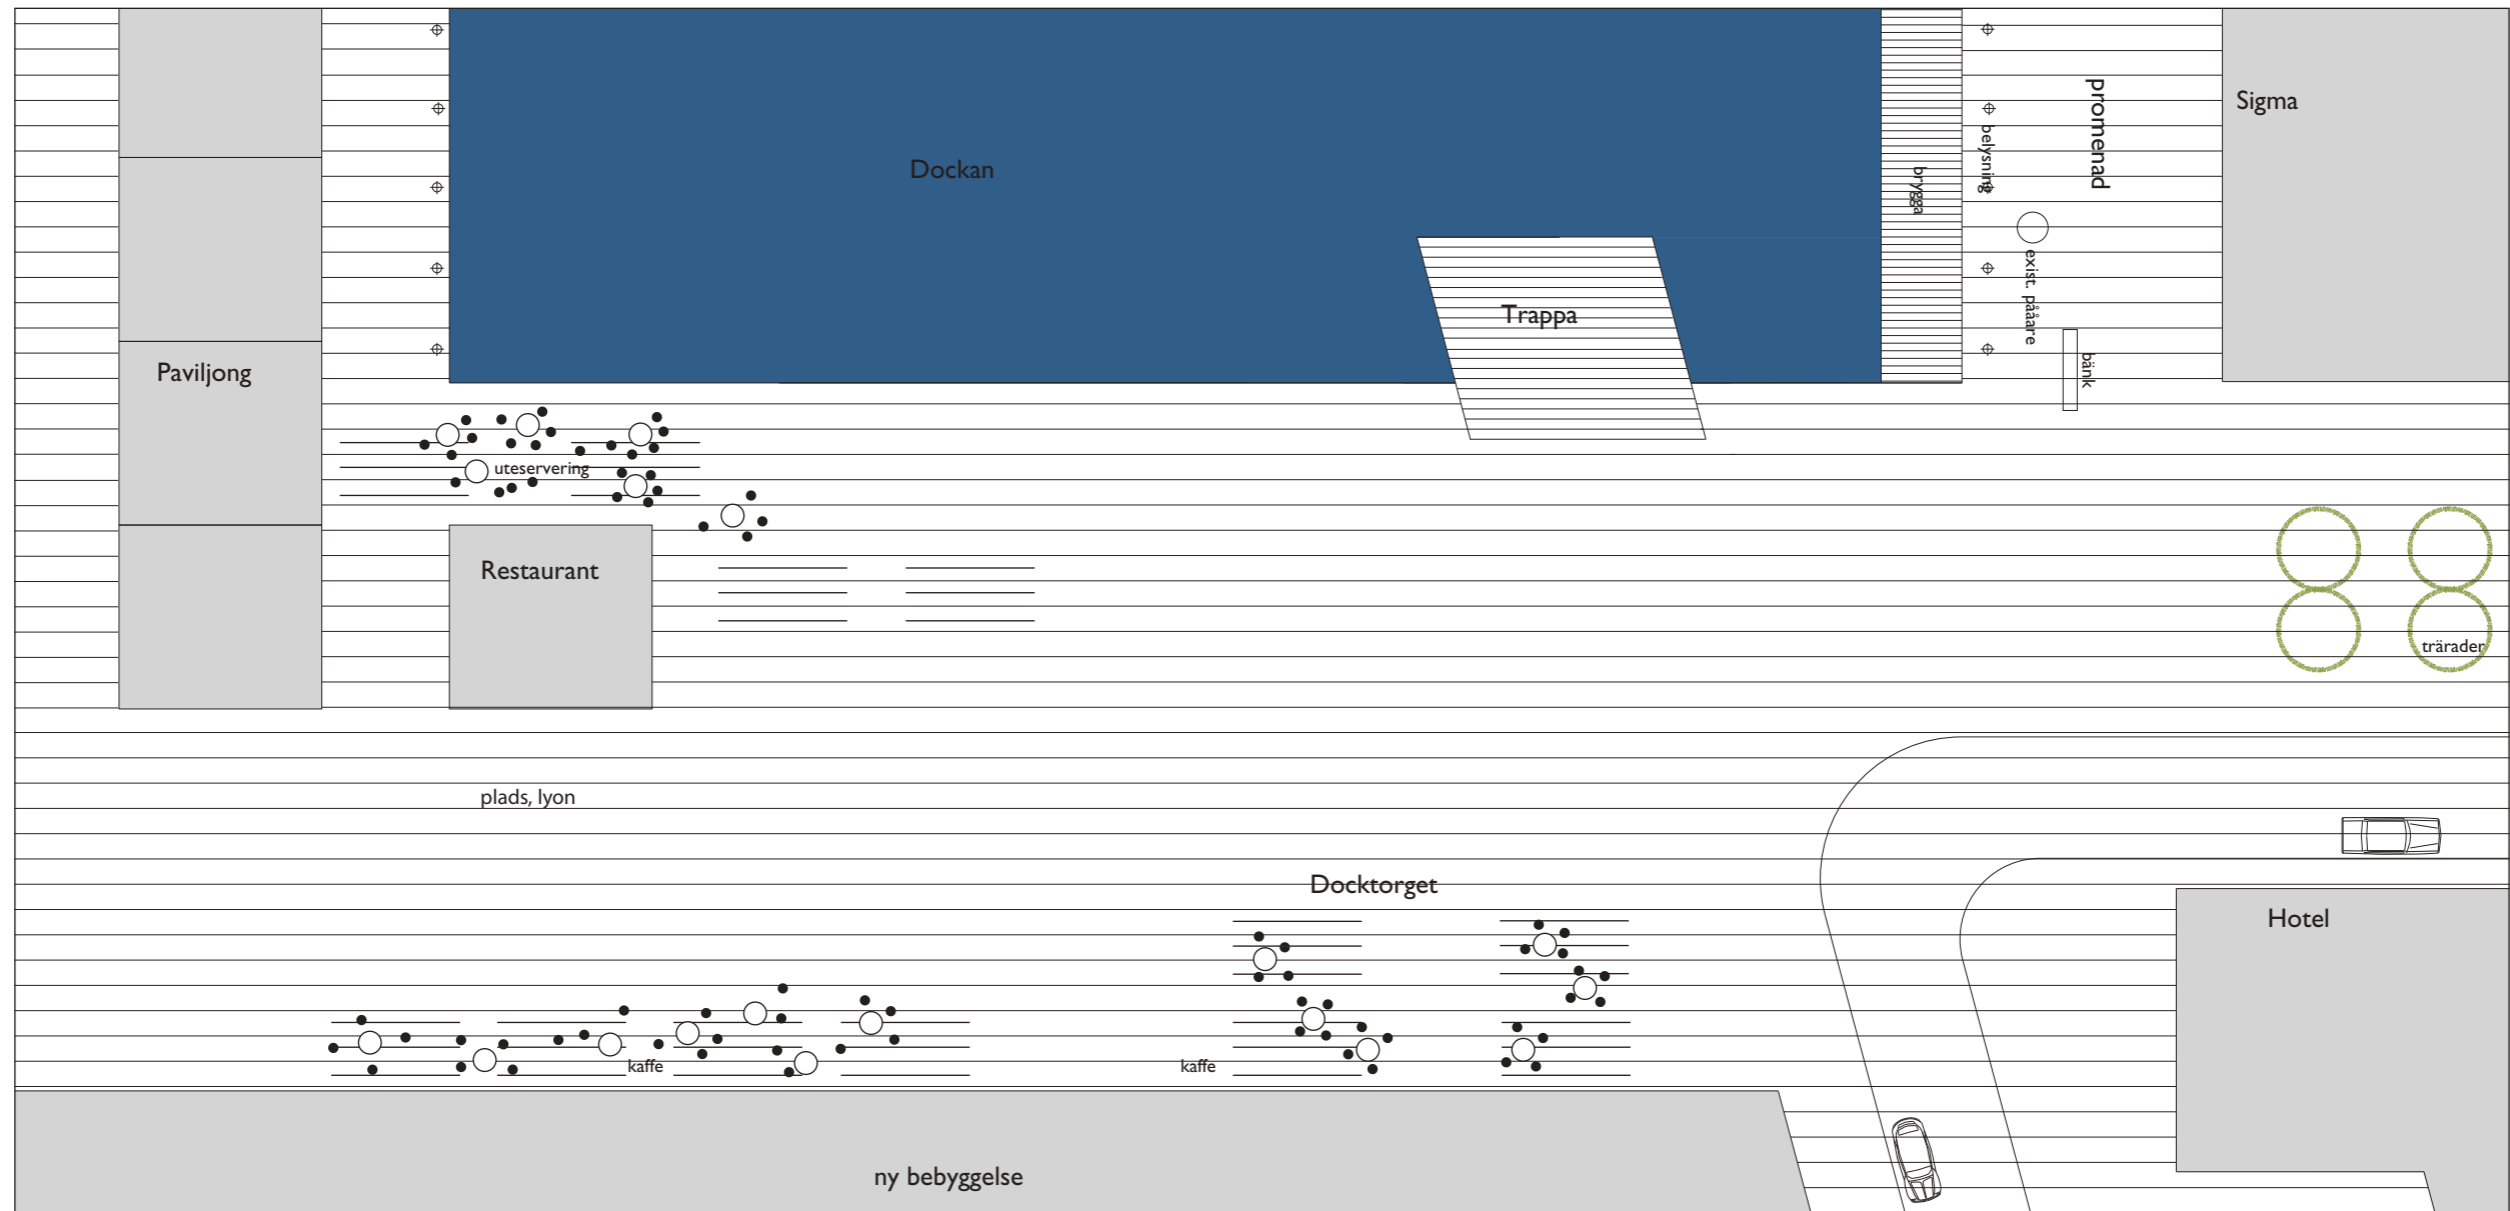 Dockan
Sigma
promenad
belysning
brygga
exist. påååre
Trappa
bänk
Paviljong
uteservering
Restaurant
trärader
plads, lyon
Docktorget
Hotel
kaffe
kaffe
ny bebyggelse